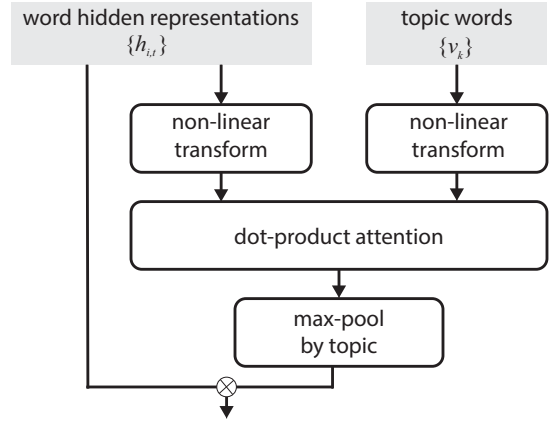 word hidden representations
{h_{i,t}}
topic words
{v_k}
non-linear
transform
non-linear
transform
dot-product attention
max-pool
by topic